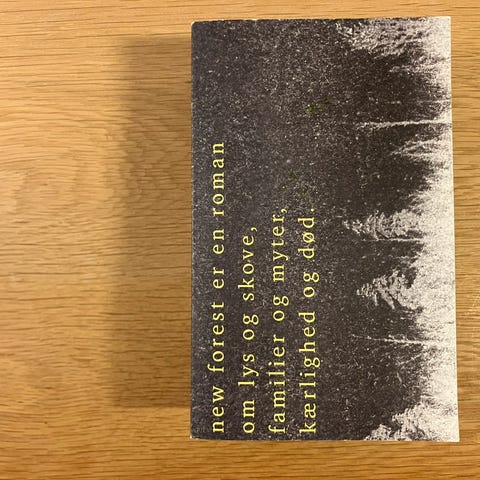 new forest er en roman
om lys og skove,
familier og myter,
kærlighed og død.